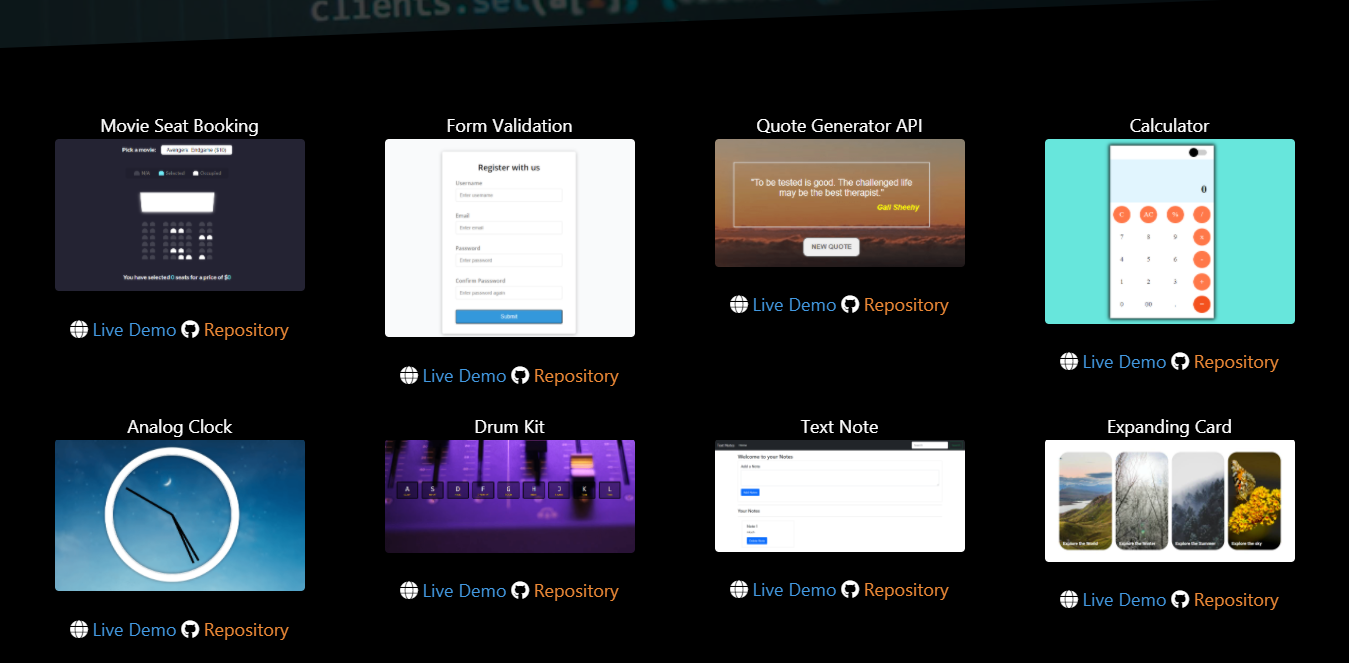 clients.set(a[
Movie Seat Booking
Form Validation
Quote Generator API
Calculator
Pick a movie: Avengers: Endgame ($10)
N/A Selected Occupied
You have selected 0 seats for a price of $0
Register with us
Username
Enter username
Email
Enter email
Password
Enter password
Confirm Password
Enter password again
Submit
"To be tested is good. The challenged life
may be the best therapist."
Gail Sheehy
NEW QUOTE
0
C AC % /
7 8 9 x
4 5 6 -
1 2 3 +
0 00 . =
Live Demo Repository
Live Demo Repository
Live Demo Repository
Live Demo Repository
Analog Clock
Drum Kit
Text Note
Expanding Card
A S D F G H J K L
Text Notes Home
Welcome to your Notes
Add a Note
Your Notes
Note 1
Explore the World
Explore the Winter
Explore the Summer
Explore the sky
Live Demo Repository
Live Demo Repository
Live Demo Repository
Live Demo Repository